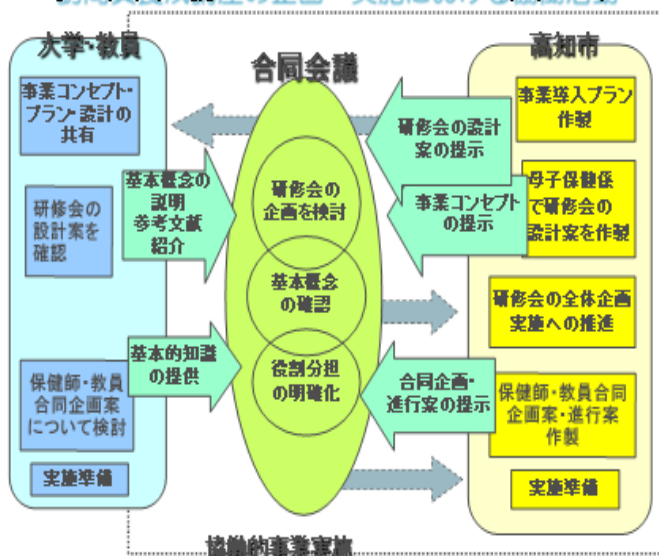 大学・教員
合同会議
高知市
事業コンセプト・
プラン・設計の
共有
研修会の
設計案を
確認
保健師・教員
合同企画案
について検討
実施準備
基本概念の
説明
参考文献
紹介
基本的知識
の提供
研修会の
企画を検討
基本概念
の確認
役割分担
の明確化
研修会の設計
案の提示
事業コンセプト
の提示
合同企画・
進行案の提示
事業導入プラン
作製
母子保健係
で研修会の
設計案を作製
研修会の全体企画
実施への推進
保健師・教員合同
企画案・進行案
作製
実施準備
協働的事業実施